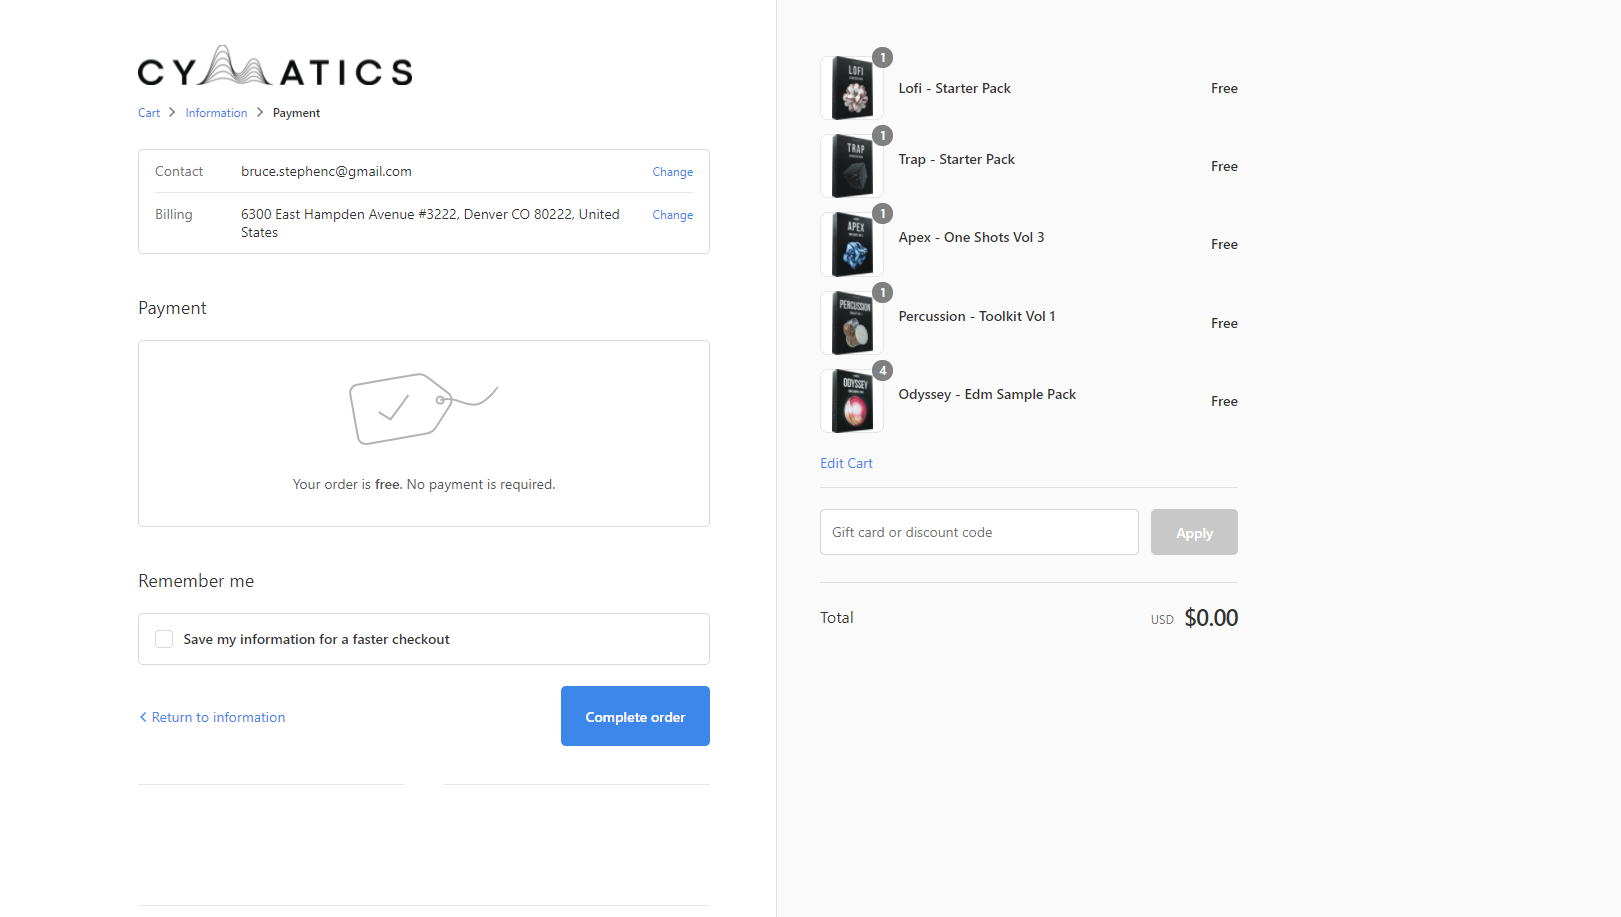 CYMATICS
Cart > Information > Payment
Contact bruce.stephenc@gmail.com Change
Billing 6300 East Hampden Avenue #3222, Denver CO 80222, United States Change
Payment
Your order is free. No payment is required.
Remember me
Save my information for a faster checkout
< Return to information
Complete order
LOFI
1
Lofi - Starter Pack Free
TRAP
1
Trap - Starter Pack Free
APEX
1
Apex - One Shots Vol 3 Free
PERCUSSION
1
Percussion - Toolkit Vol 1 Free
ODYSSEY
4
Odyssey - Edm Sample Pack Free
Edit Cart
Gift card or discount code Apply
Total USD $0.00